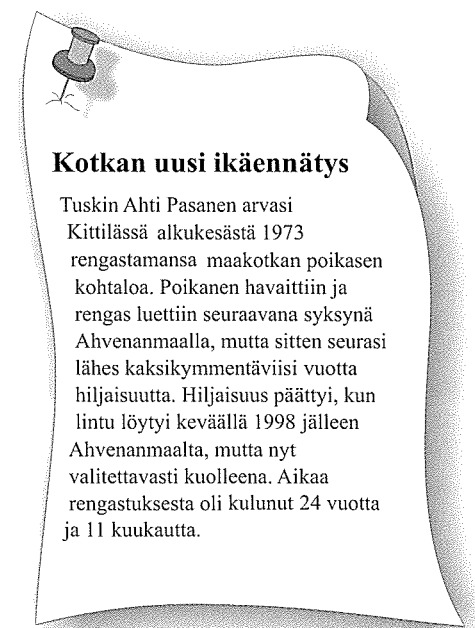 Kotkan uusi ikäennätys
Tuskin Ahti Pasanen arvasi
Kittilässä alkukesästä 1973
rengastamansa maakotkan poikasen
kohtaloa. Poikanen havaittiin ja
rengas luettiin seuraavana syksynä
Ahvenanmaalla, mutta sitten seurasi
lähes kaksikymmentäviisi vuotta
hiljaisuutta. Hiljaisuus päättyi, kun
lintu löytyi keväällä 1998 jälleen
Ahvenanmaalta, mutta nyt
valitettavasti kuolleena. Aikaa
rengastuksesta oli kulunut 24 vuotta
ja 11 kuukautta.